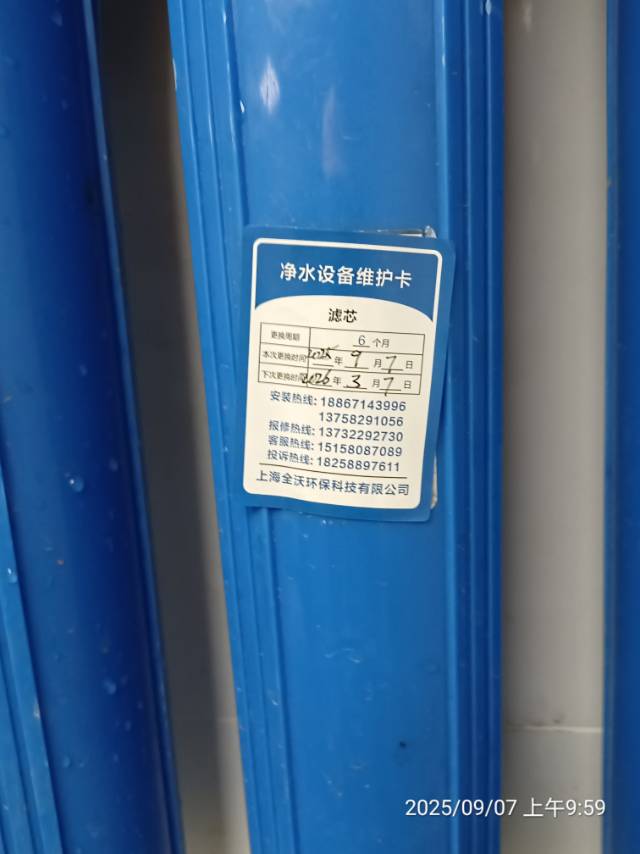 净水设备维护卡
滤芯
更换周期 6 个月
本次更换时间 2025 年 9 月 7 日
下次更换时间 2026 年 3 月 7 日
安装热线: 18867143996
13758291056
报修热线: 13732292730
客服热线: 15158087089
投诉热线: 18258897611
上海全沃环保科技有限公司
2025/09/07 上午9:59